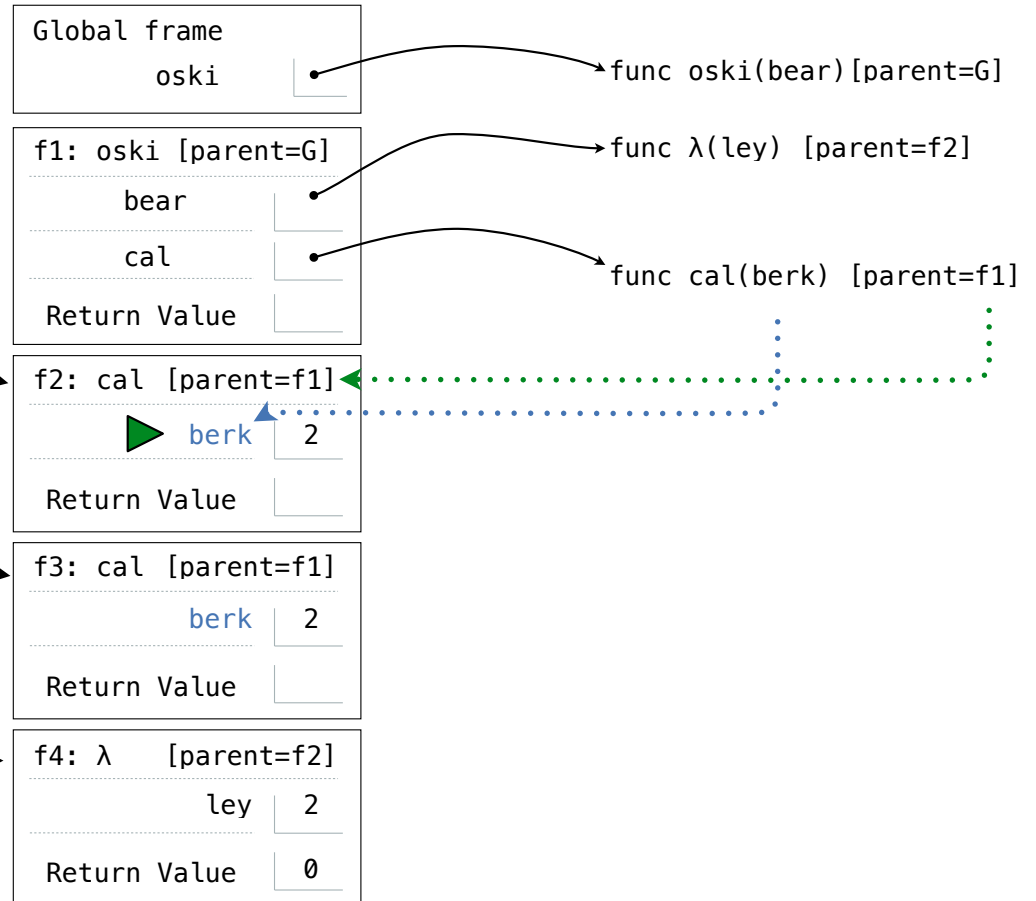 Global frame
oski
func oski(bear)[parent=G]
f1: oski [parent=G]
func λ(ley) [parent=f2]
bear
cal
func cal(berk) [parent=f1]
Return Value
f2: cal [parent=f1]
berk 2
Return Value
f3: cal [parent=f1]
berk 2
Return Value
f4: λ [parent=f2]
ley 2
Return Value 0